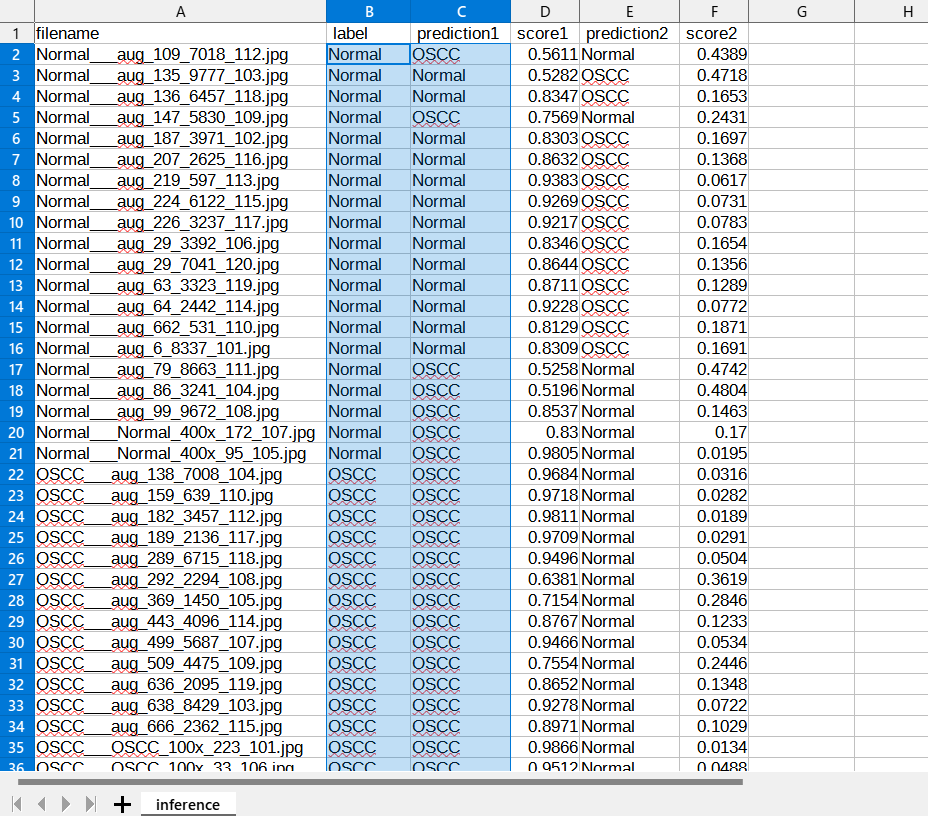 A B C D E F G H
1 filename label prediction1 score1 prediction2 score2
2 Normal___aug_109_7018_112.jpg Normal OSCC 0.5611 Normal 0.4389
3 Normal___aug_135_9777_103.jpg Normal Normal 0.5282 OSCC 0.4718
4 Normal___aug_136_6457_118.jpg Normal Normal 0.8347 OSCC 0.1653
5 Normal___aug_147_5830_109.jpg Normal OSCC 0.7569 Normal 0.2431
6 Normal___aug_187_3971_102.jpg Normal Normal 0.8303 OSCC 0.1697
7 Normal___aug_207_2625_116.jpg Normal Normal 0.8632 OSCC 0.1368
8 Normal___aug_219_597_113.jpg Normal Normal 0.9383 OSCC 0.0617
9 Normal___aug_224_6122_115.jpg Normal Normal 0.9269 OSCC 0.0731
10 Normal___aug_226_3237_117.jpg Normal Normal 0.9217 OSCC 0.0783
11 Normal___aug_29_3392_106.jpg Normal Normal 0.8346 OSCC 0.1654
12 Normal___aug_29_7041_120.jpg Normal Normal 0.8644 OSCC 0.1356
13 Normal___aug_63_3323_119.jpg Normal Normal 0.8711 OSCC 0.1289
14 Normal___aug_64_2442_114.jpg Normal Normal 0.9228 OSCC 0.0772
15 Normal___aug_662_531_110.jpg Normal Normal 0.8129 OSCC 0.1871
16 Normal___aug_6_8337_101.jpg Normal Normal 0.8309 OSCC 0.1691
17 Normal___aug_79_8663_111.jpg Normal OSCC 0.5258 Normal 0.4742
18 Normal___aug_86_3241_104.jpg Normal OSCC 0.5196 Normal 0.4804
19 Normal___aug_99_9672_108.jpg Normal OSCC 0.8537 Normal 0.1463
20 Normal___Normal_400x_172_107.jpg Normal OSCC 0.83 Normal 0.17
21 Normal___Normal_400x_95_105.jpg Normal OSCC 0.9805 Normal 0.0195
22 OSCC___aug_138_7008_104.jpg OSCC OSCC 0.9684 Normal 0.0316
23 OSCC___aug_159_639_110.jpg OSCC OSCC 0.9718 Normal 0.0282
24 OSCC___aug_182_3457_112.jpg OSCC OSCC 0.9811 Normal 0.0189
25 OSCC___aug_189_2136_117.jpg OSCC OSCC 0.9709 Normal 0.0291
26 OSCC___aug_289_6715_118.jpg OSCC OSCC 0.9496 Normal 0.0504
27 OSCC___aug_292_2294_108.jpg OSCC OSCC 0.6381 Normal 0.3619
28 OSCC___aug_369_1450_105.jpg OSCC OSCC 0.7154 Normal 0.2846
29 OSCC___aug_443_4096_114.jpg OSCC OSCC 0.8767 Normal 0.1233
30 OSCC___aug_499_5687_107.jpg OSCC OSCC 0.9466 Normal 0.0534
31 OSCC___aug_509_4475_109.jpg OSCC OSCC 0.7554 Normal 0.2446
32 OSCC___aug_636_2095_119.jpg OSCC OSCC 0.8652 Normal 0.1348
33 OSCC___aug_638_8429_103.jpg OSCC OSCC 0.9278 Normal 0.0722
34 OSCC___aug_666_2362_115.jpg OSCC OSCC 0.8971 Normal 0.1029
35 OSCC___OSCC_100x_223_101.jpg OSCC OSCC 0.9866 Normal 0.0134
36 OSCC___OSCC_100x_33_106.jpg OSCC OSCC 0.9512 Normal 0.0488
inference